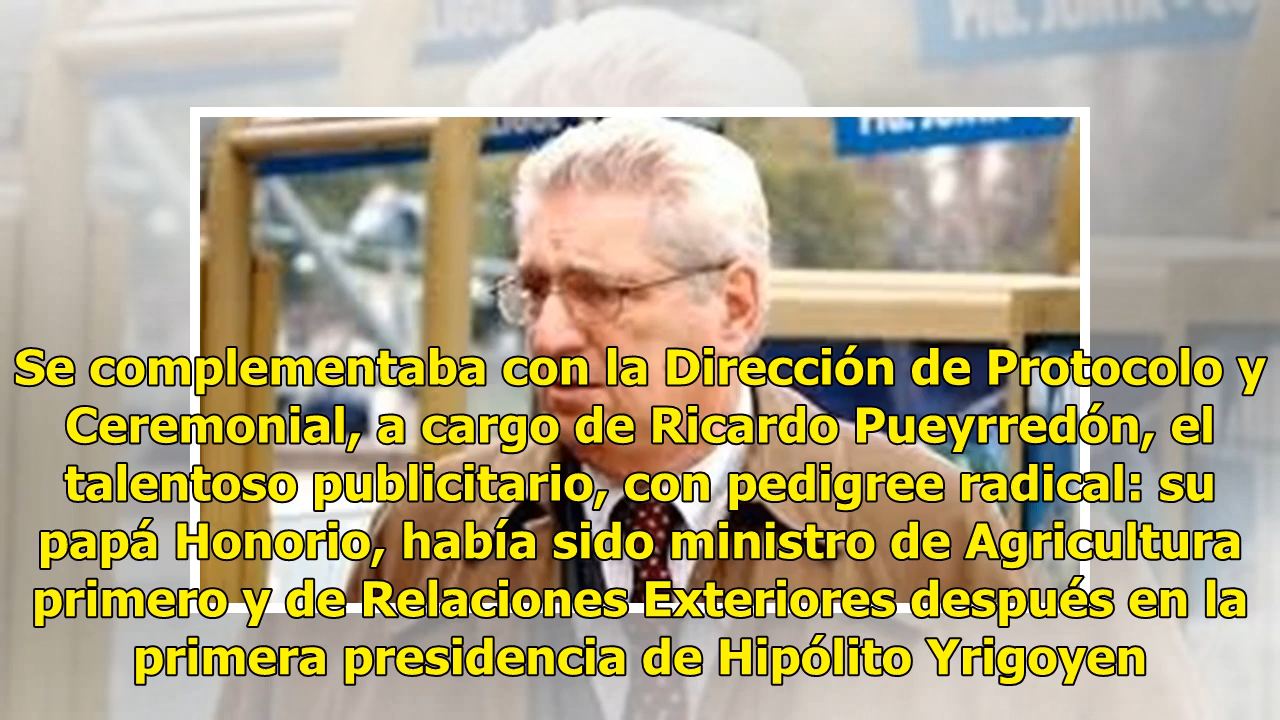 Se complementaba con la Dirección de Protocolo y
Ceremonial, a cargo de Ricardo Pueyrredón, el
talentoso publicitario, con pedigree radical: su
papá Honorio, había sido ministro de Agricultura
primero y de Relaciones Exteriores después en la
primera presidencia de Hipólito Yrigoyen